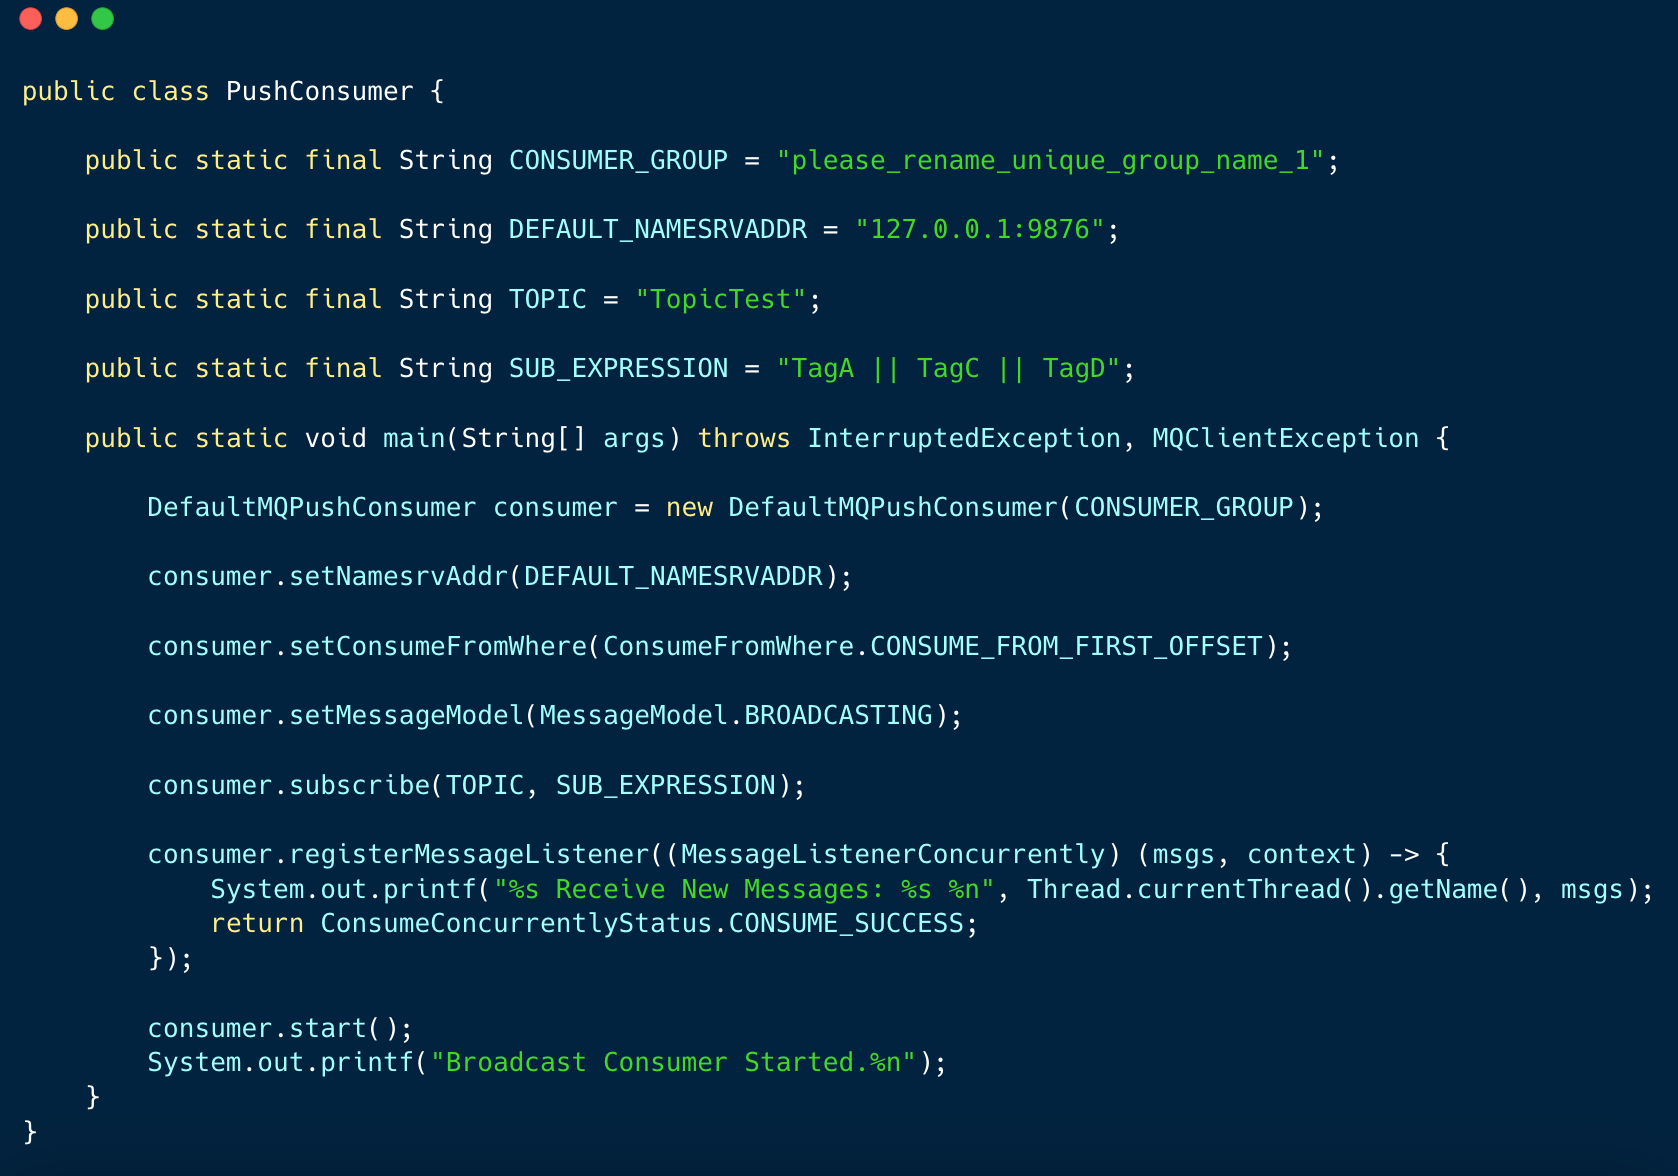 public class PushConsumer {
public static final String CONSUMER_GROUP = "please_rename_unique_group_name_1";
public static final String DEFAULT_NAMESRVADDR = "127.0.0.1:9876";
public static final String TOPIC = "TopicTest";
public static final String SUB_EXPRESSION = "TagA || TagC || TagD";
public static void main(String[] args) throws InterruptedException, MQClientException {
DefaultMQPushConsumer consumer = new DefaultMQPushConsumer(CONSUMER_GROUP);
consumer.setNamesrvAddr(DEFAULT_NAMESRVADDR);
consumer.setConsumeFromWhere(ConsumeFromWhere.CONSUME_FROM_FIRST_OFFSET);
consumer.setMessageModel(MessageModel.BROADCASTING);
consumer.subscribe(TOPIC, SUB_EXPRESSION);
consumer.registerMessageListener((MessageListenerConcurrently) (msgs, context) -> {
System.out.printf("%s Receive New Messages: %s %n", Thread.currentThread().getName(), msgs);
return ConsumeConcurrentlyStatus.CONSUME_SUCCESS;
});
consumer.start();
System.out.printf("Broadcast Consumer Started.%n");
}
}